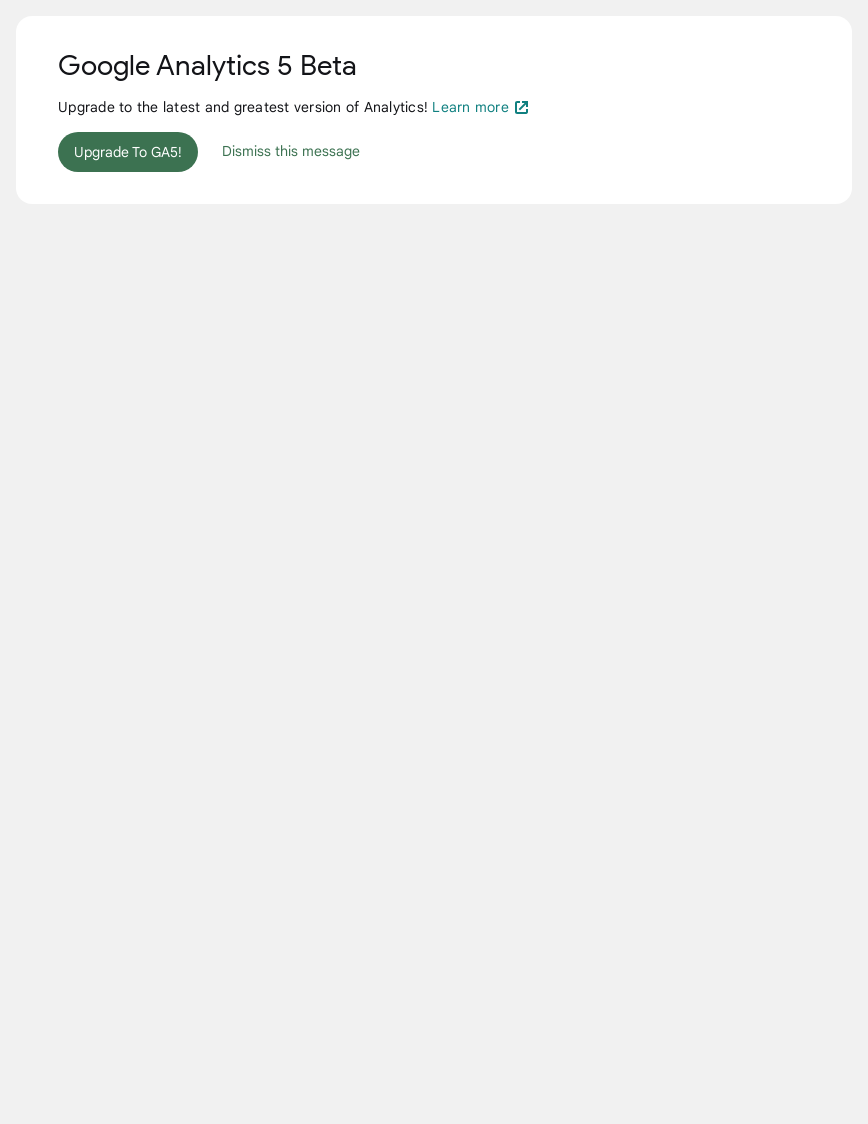 Google Analytics 5 Beta
Upgrade to the latest and greatest version of Analytics! Learn more
Upgrade To GA5!
Dismiss this message